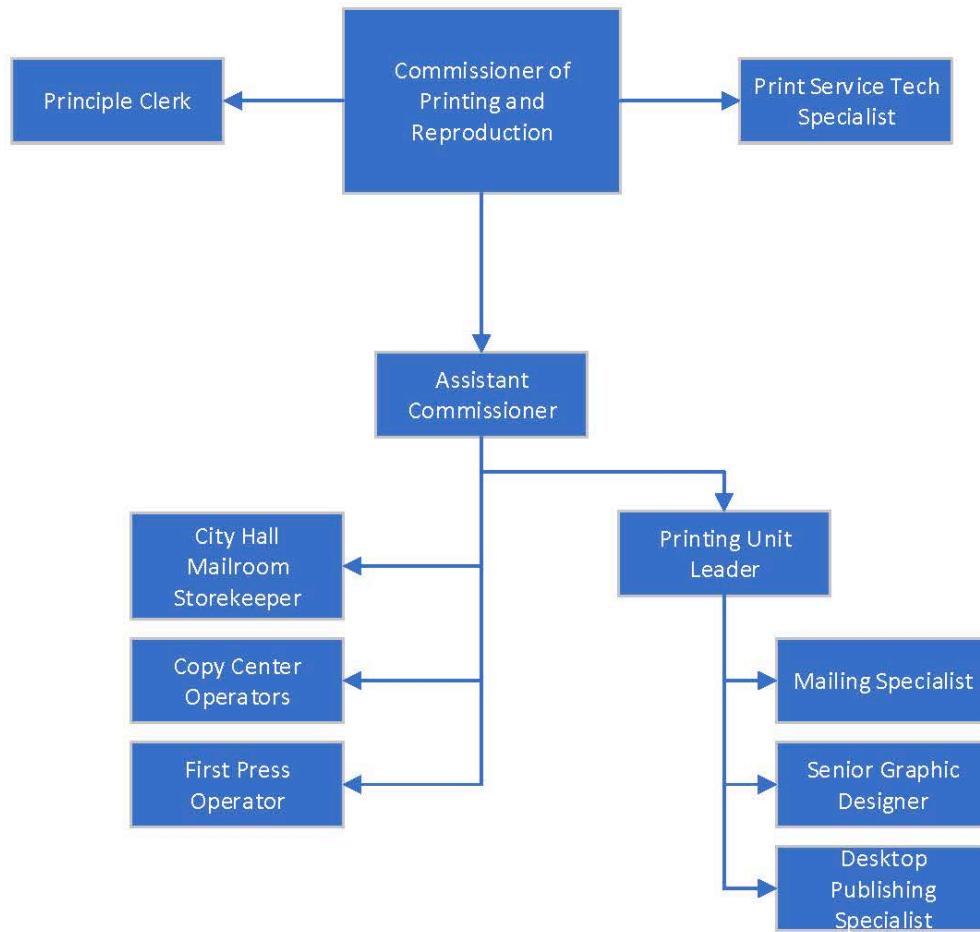 Commissioner of
Printing and
Reproduction
Principle Clerk
Print Service Tech
Specialist
Assistant
Commissioner
City Hall
Mailroom
Storekeeper
Copy Center
Operators
First Press
Operator
Printing Unit
Leader
Mailing Specialist
Senior Graphic
Designer
Desktop
Publishing
Specialist